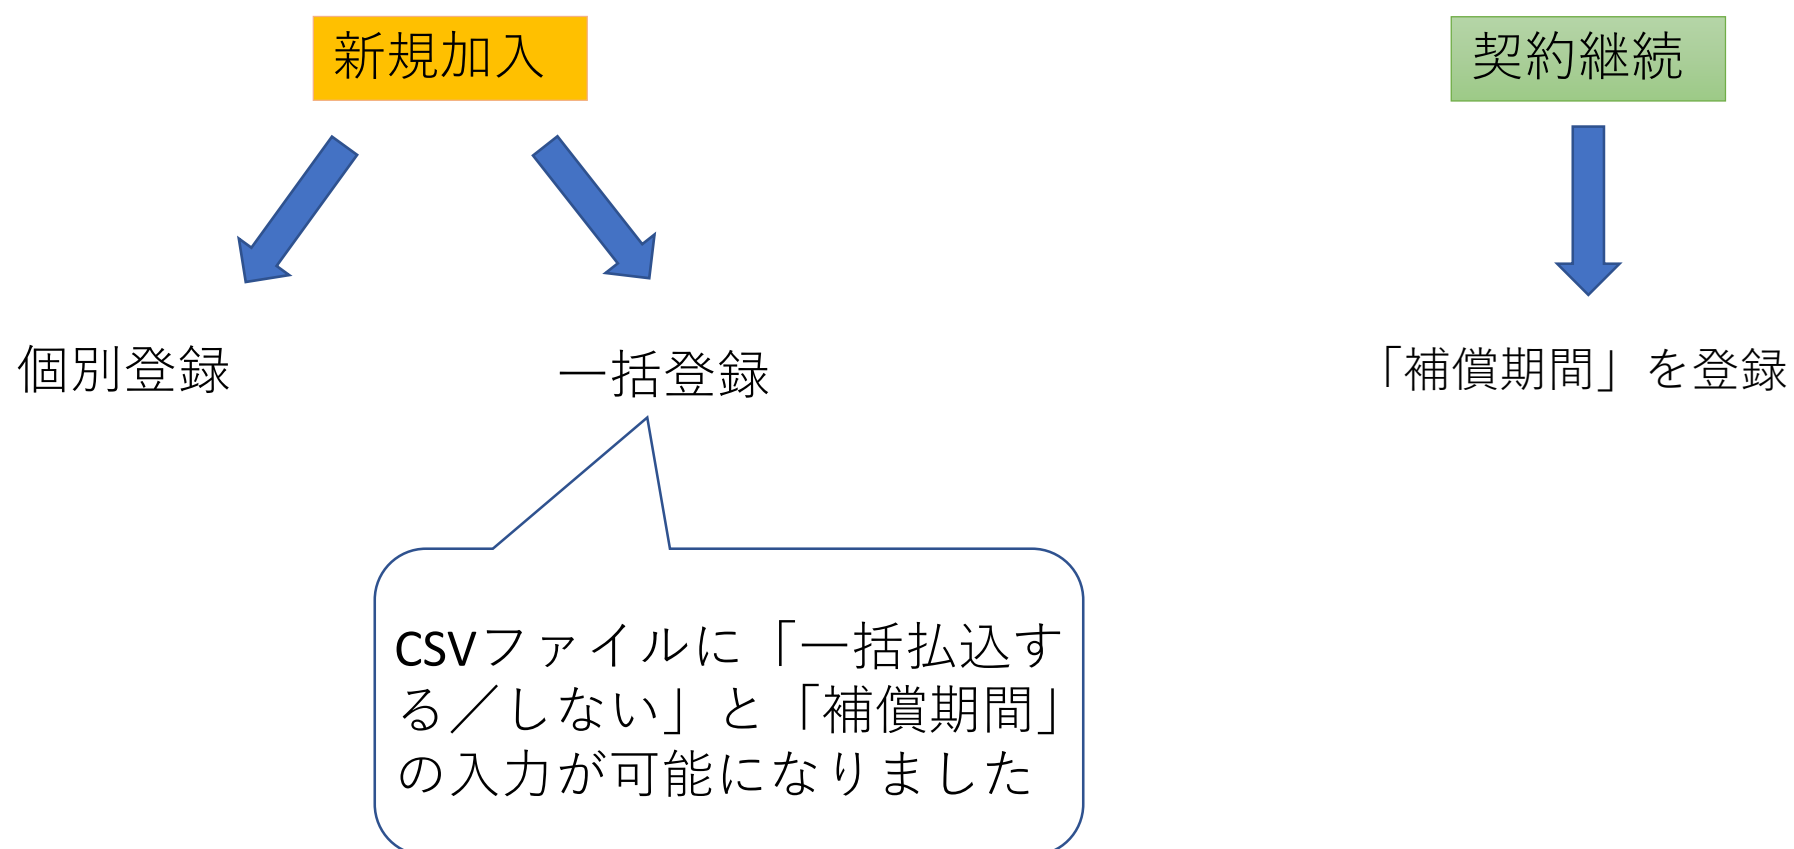 新規加入
契約継続
個別登録
一括登録
「補償期間」を登録
CSVファイルに「一括払込す
る／しない」と「補償期間」
の入力が可能になりました